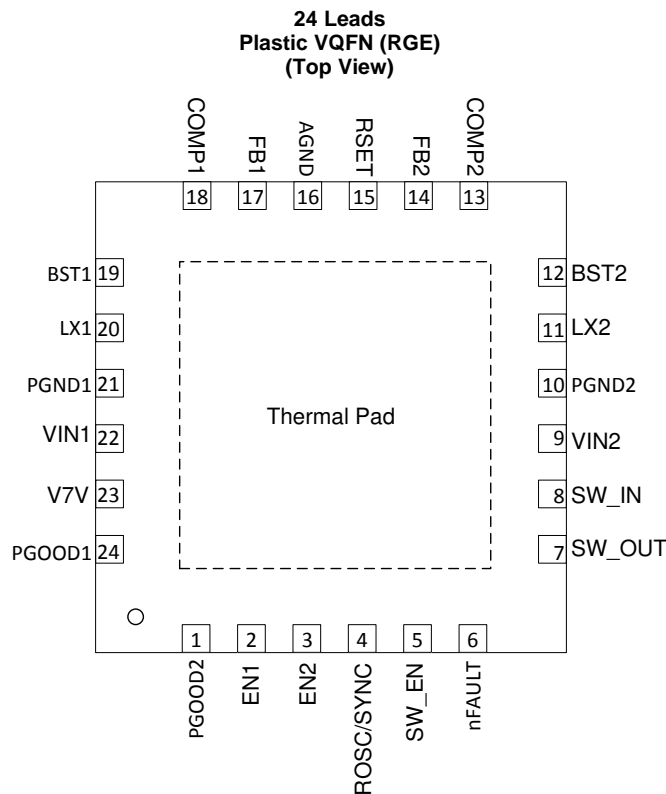 24 Leads
Plastic VQFN (RGE)
(Top View)
COMP1
FB1
AGND
RSET
FB2
COMP2
18
17
16
15
14
13
BST1 19
LX1 20
PGND1 21
VIN1 22
V7V 23
PGOOD1 24
Thermal Pad
12 BST2
11 LX2
10 PGND2
9 VIN2
8 SW_IN
7 SW_OUT
1
2
3
4
5
6
PGOOD2
EN1
EN2
ROSC/SYNC
SW_EN
nFAULT